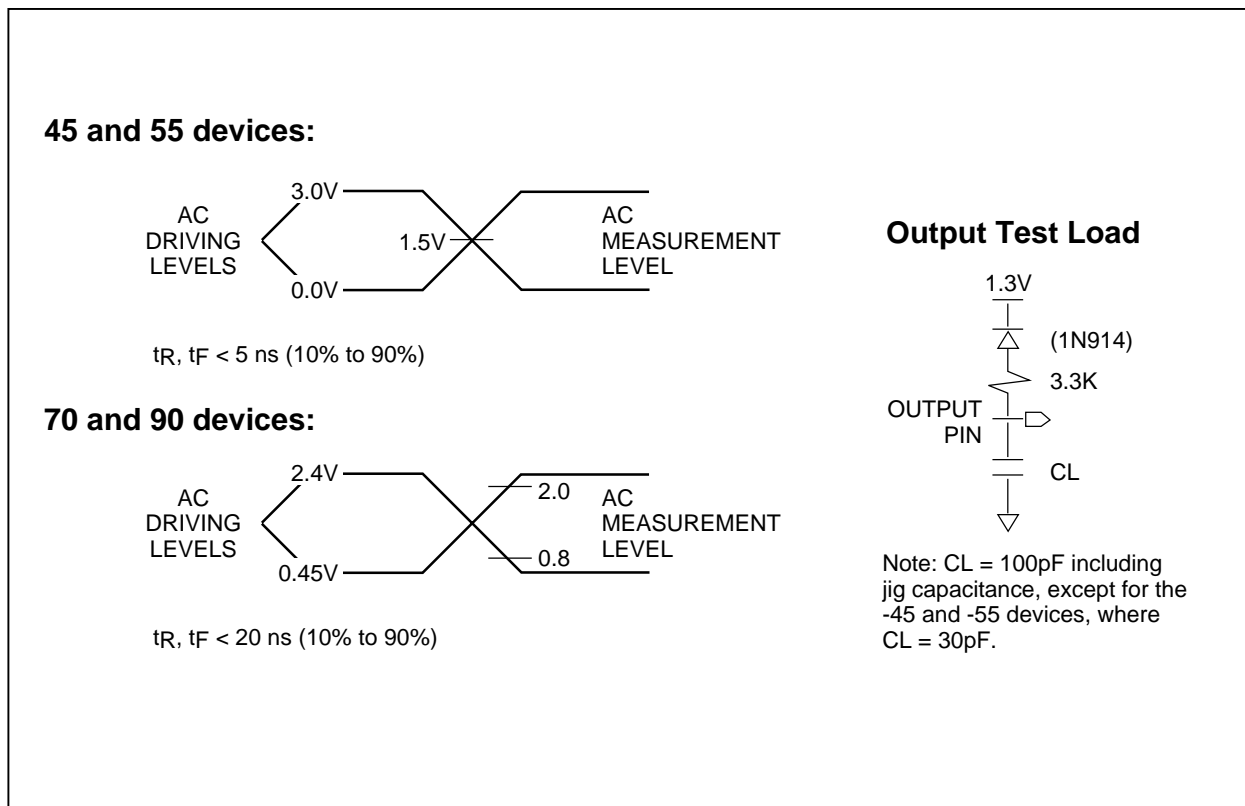 45 and 55 devices:
3.0V
AC
DRIVING
LEVELS
1.5V
AC
MEASUREMENT
LEVEL
0.0V
tR, tF < 5 ns (10% to 90%)
70 and 90 devices:
2.4V
AC
DRIVING
LEVELS
2.0
AC
MEASUREMENT
LEVEL
0.8
0.45V
tR, tF < 20 ns (10% to 90%)
Output Test Load
1.3V
(1N914)
3.3K
OUTPUT
PIN
CL
Note: CL = 100pF including
jig capacitance, except for the
-45 and -55 devices, where
CL = 30pF.